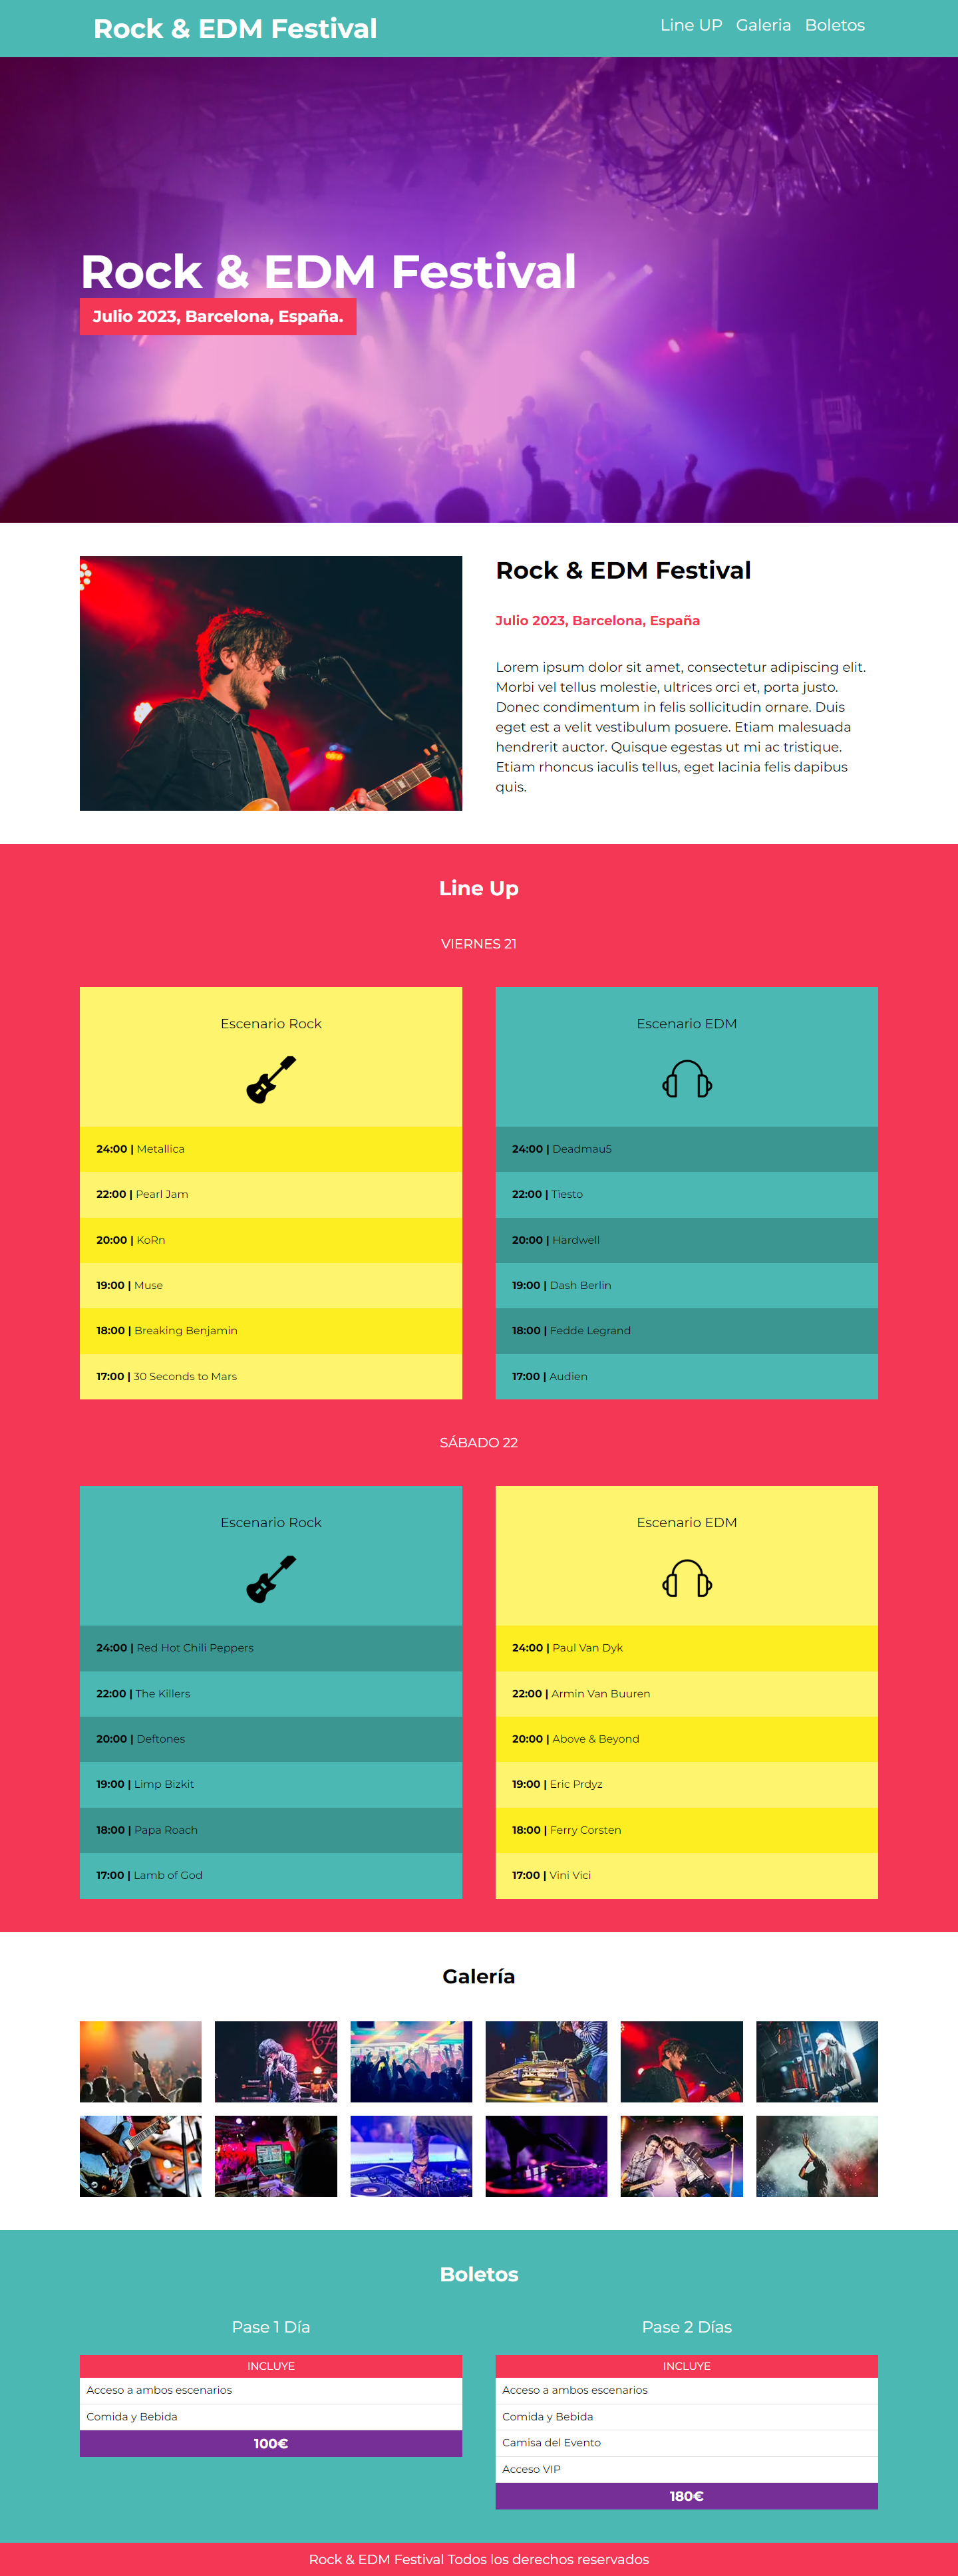 Rock & EDM Festival
Line UP Galeria Boletos
Rock & EDM Festival
Julio 2023, Barcelona, España.
Rock & EDM Festival
Julio 2023, Barcelona, España
Lorem ipsum dolor sit amet, consectetur adipiscing elit.
Morbi vel tellus molestie, ultrices orci et, porta justo.
Donec condimentum in felis sollicitudin ornare. Duis
eget est a velit vestibulum posuere. Etiam malesuada
hendrerit auctor. Quisque egestas ut mi ac tristique.
Etiam rhoncus iaculis tellus, eget lacinia felis dapibus
quis.
Line Up
VIERNES 21
Escenario Rock
24:00 | Metallica
22:00 | Pearl Jam
20:00 | KoRn
19:00 | Muse
18:00 | Breaking Benjamin
17:00 | 30 Seconds to Mars
Escenario EDM
24:00 | Deadmau5
22:00 | Tiesto
20:00 | Hardwell
19:00 | Dash Berlin
18:00 | Fedde Legrand
17:00 | Audien
SÁBADO 22
Escenario Rock
24:00 | Red Hot Chili Peppers
22:00 | The Killers
20:00 | Deftones
19:00 | Limp Bizkit
18:00 | Papa Roach
17:00 | Lamb of God
Escenario EDM
24:00 | Paul Van Dyk
22:00 | Armin Van Buuren
20:00 | Above & Beyond
19:00 | Eric Prdyz
18:00 | Ferry Corsten
17:00 | Vini Vici
Galería
Boletos
Pase 1 Día
INCLUYE
Acceso a ambos escenarios
Comida y Bebida
100€
Pase 2 Días
INCLUYE
Acceso a ambos escenarios
Comida y Bebida
Camisa del Evento
Acceso VIP
180€
Rock & EDM Festival Todos los derechos reservados